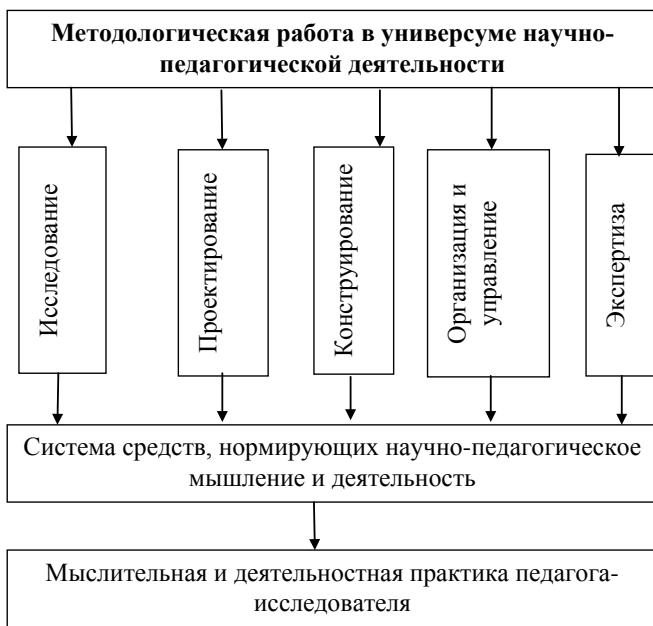 Методологическая работа в универсуме научно-
педагогической деятельности
Исследование
Проектирование
Конструирование
Организация и
управление
Экспертиза
Система средств, нормирующих научно-педагогическое
мышление и деятельность
Мыслительная и деятельностная практика педагога-
исследователя